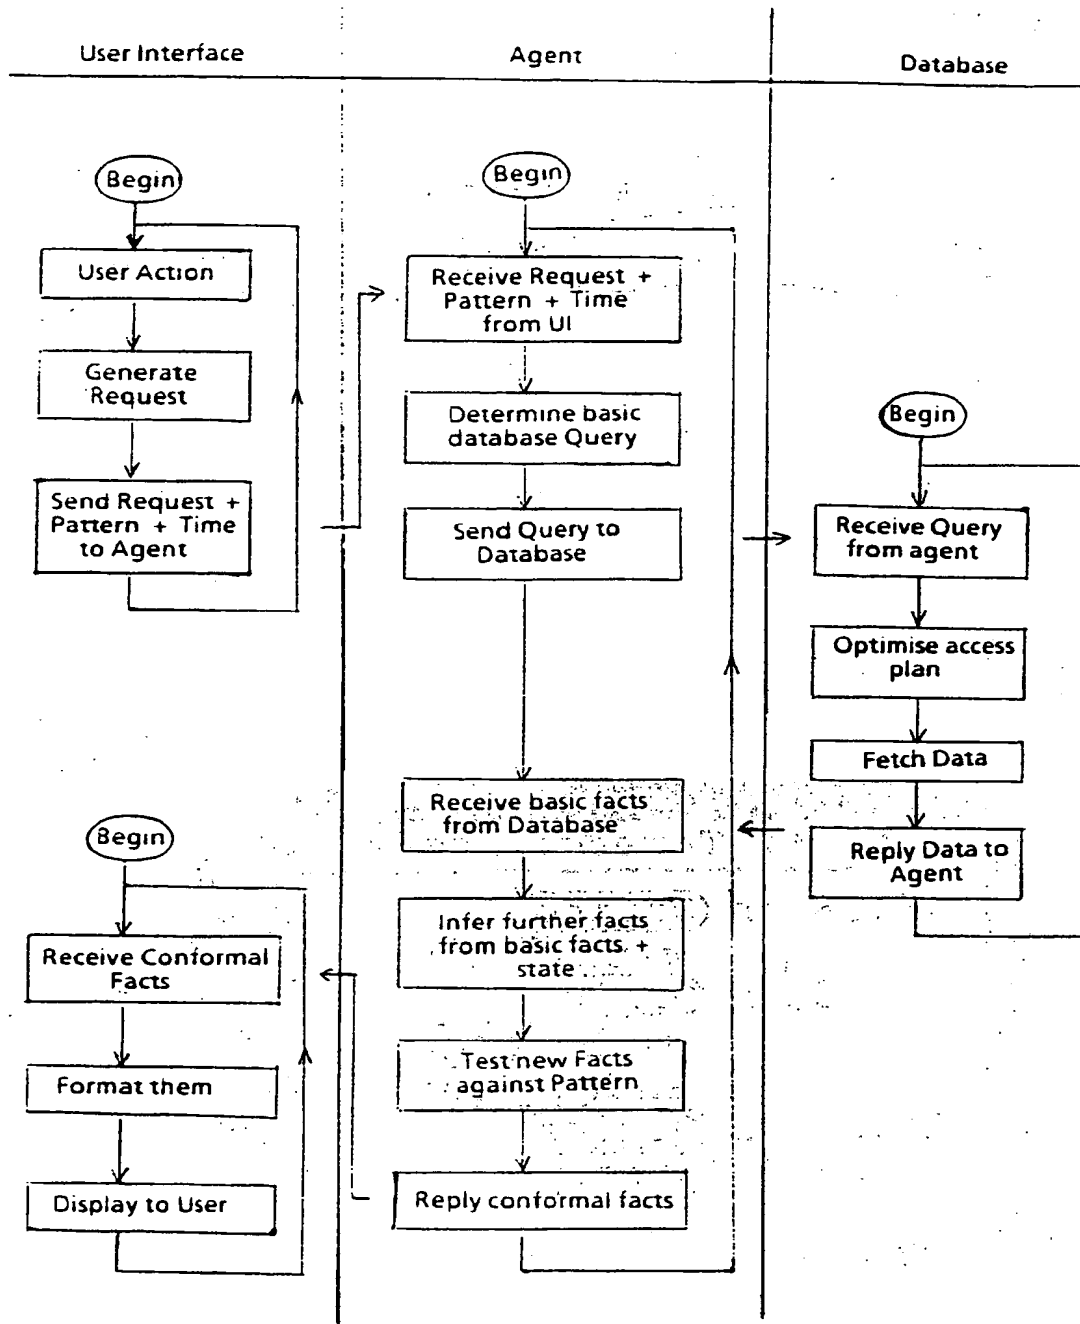 User Interface
Agent
Database
Begin
User Action
Generate
Request
Send Request +
Pattern + Time
to Agent
Begin
Receive Conformal
Facts
Format them
Display to User
Begin
Receive Request +
Pattern + Time
from UI
Determine basic
database Query
Send Query to
Database
Receive basic facts
from Database
Infer further facts
from basic facts +
state
Test new Facts
against Pattern
Reply conformal facts
Begin
Receive Query
from agent
Optimise access
plan
Fetch Data
Reply Data to
Agent